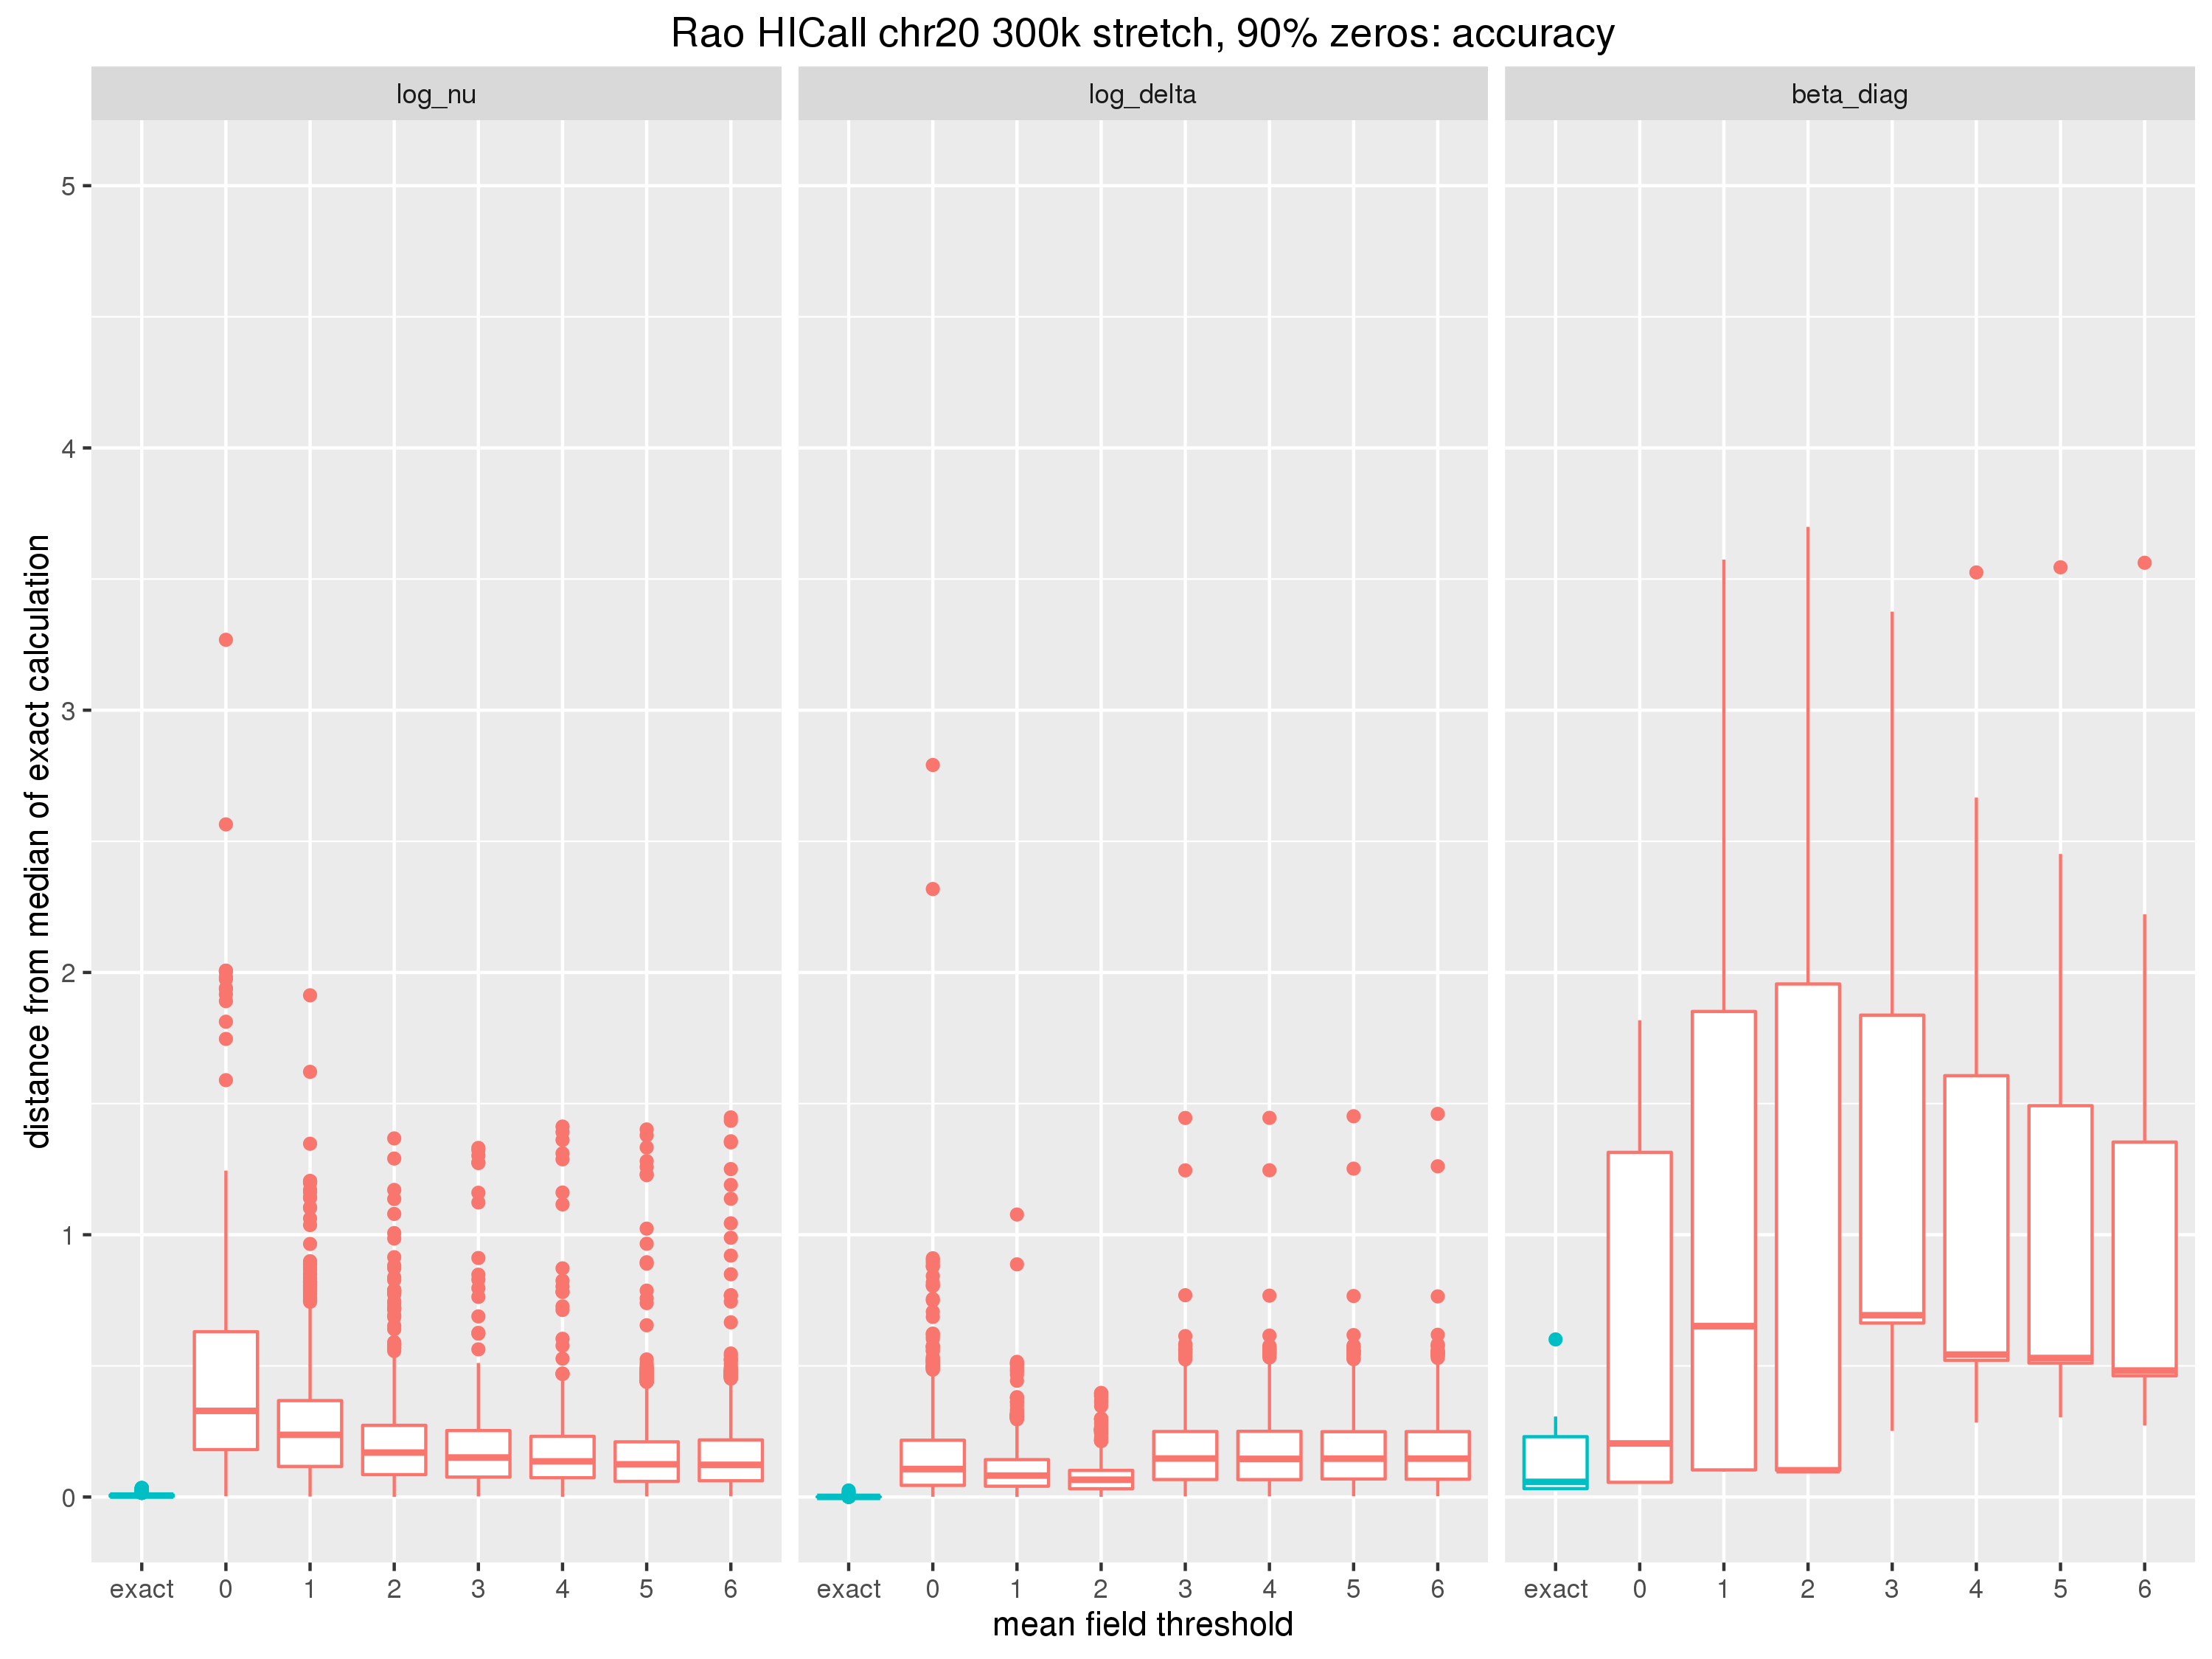 Rao HICall chr20 300k stretch, 90% zeros: accuracy
log_nu log_delta beta_diag
distance from median of exact calculation
5
4
3
2
1
0
exact 0 1 2 3 4 5 6 exact 0 1 2 3 4 5 6 exact 0 1 2 3 4 5 6
mean field threshold